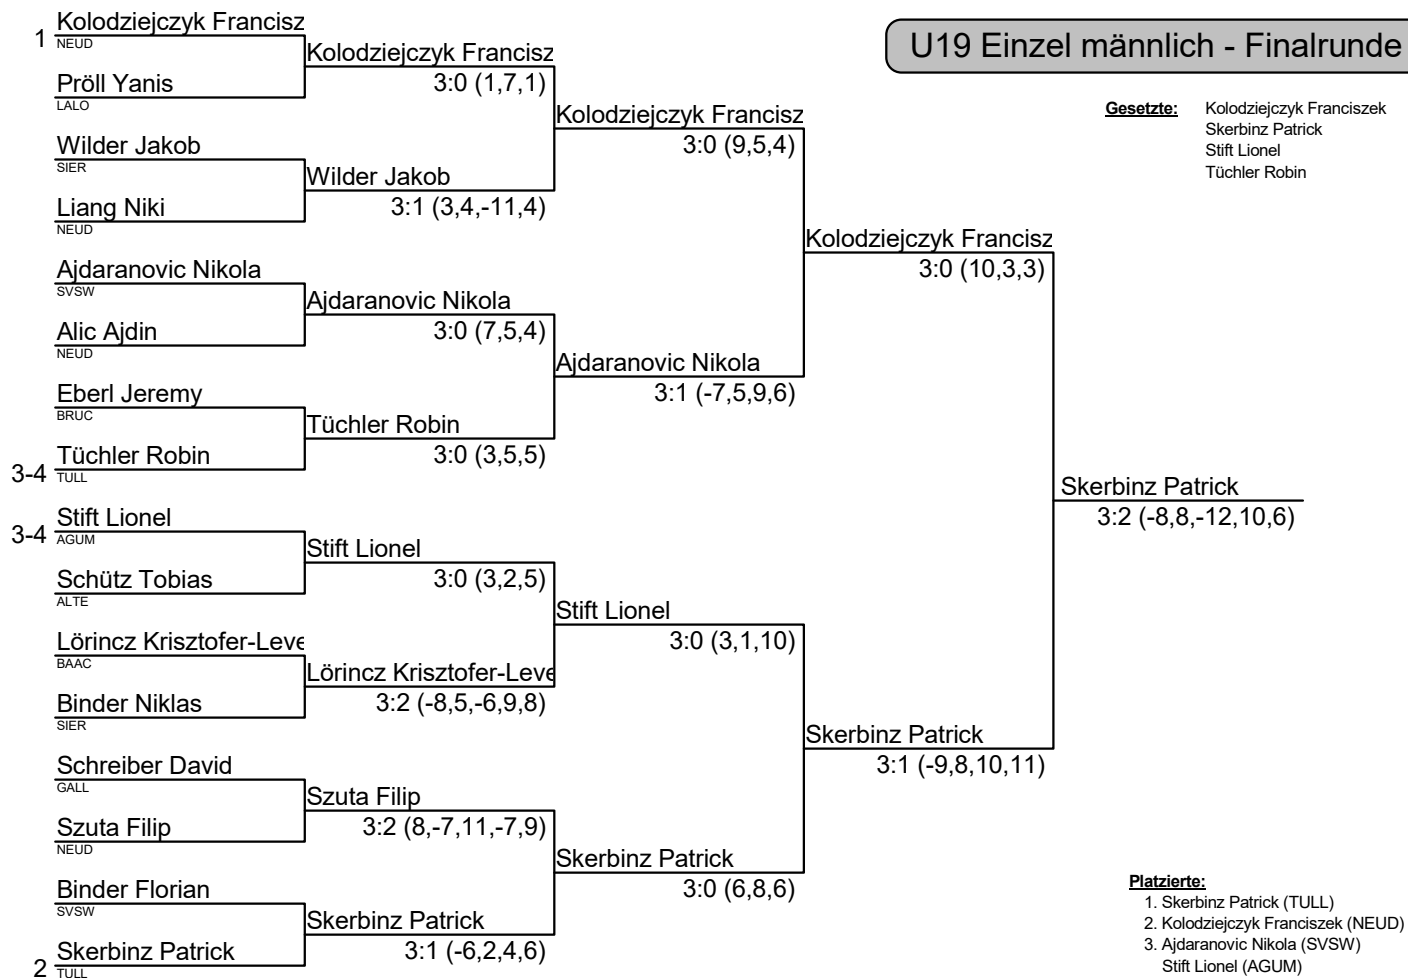 U19 Einzel männlich - Finalrunde
Gesetzte:
Kolodziejczyk Franciszek
Skerbinz Patrick
Stift Lionel
Tüchler Robin
1
Kolodziejczyk Francisz
NEUD
Pröll Yanis
LALO
Wilder Jakob
SIER
Liang Niki
NEUD
Ajdaranovic Nikola
SVSW
Alic Ajdin
NEUD
Eberl Jeremy
BRUC
3-4
Tüchler Robin
TULL
3-4
Stift Lionel
AGUM
Schütz Tobias
ALTE
Lörincz Krisztofer-Leve
BAAC
Binder Niklas
SIER
Schreiber David
GALL
Szuta Filip
NEUD
Binder Florian
SVSW
2
Skerbinz Patrick
TULL
Kolodziejczyk Francisz
3:0 (1,7,1)
Wilder Jakob
3:1 (3,4,-11,4)
Ajdaranovic Nikola
3:0 (7,5,4)
Tüchler Robin
3:0 (3,5,5)
Stift Lionel
3:0 (3,2,5)
Lörincz Krisztofer-Leve
3:2 (-8,5,-6,9,8)
Szuta Filip
3:2 (8,-7,11,-7,9)
Skerbinz Patrick
3:1 (-6,2,4,6)
Kolodziejczyk Francisz
3:0 (9,5,4)
Ajdaranovic Nikola
3:1 (-7,5,9,6)
Stift Lionel
3:0 (3,1,10)
Skerbinz Patrick
3:0 (6,8,6)
Kolodziejczyk Francisz
3:0 (10,3,3)
Skerbinz Patrick
3:1 (-9,8,10,11)
Skerbinz Patrick
3:2 (-8,8,-12,10,6)
Platzierte:
1. Skerbinz Patrick (TULL)
2. Kolodziejczyk Franciszek (NEUD)
3. Ajdaranovic Nikola (SVSW)
Stift Lionel (AGUM)